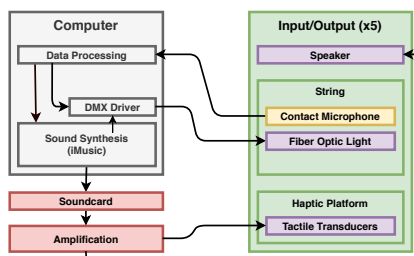 Computer
Data Processing
DMX Driver
Sound Synthesis
(iMusic)
Soundcard
Amplification
Input/Output (x5)
Speaker
String
Contact Microphone
Fiber Optic Light
Haptic Platform
Tactile Transducers